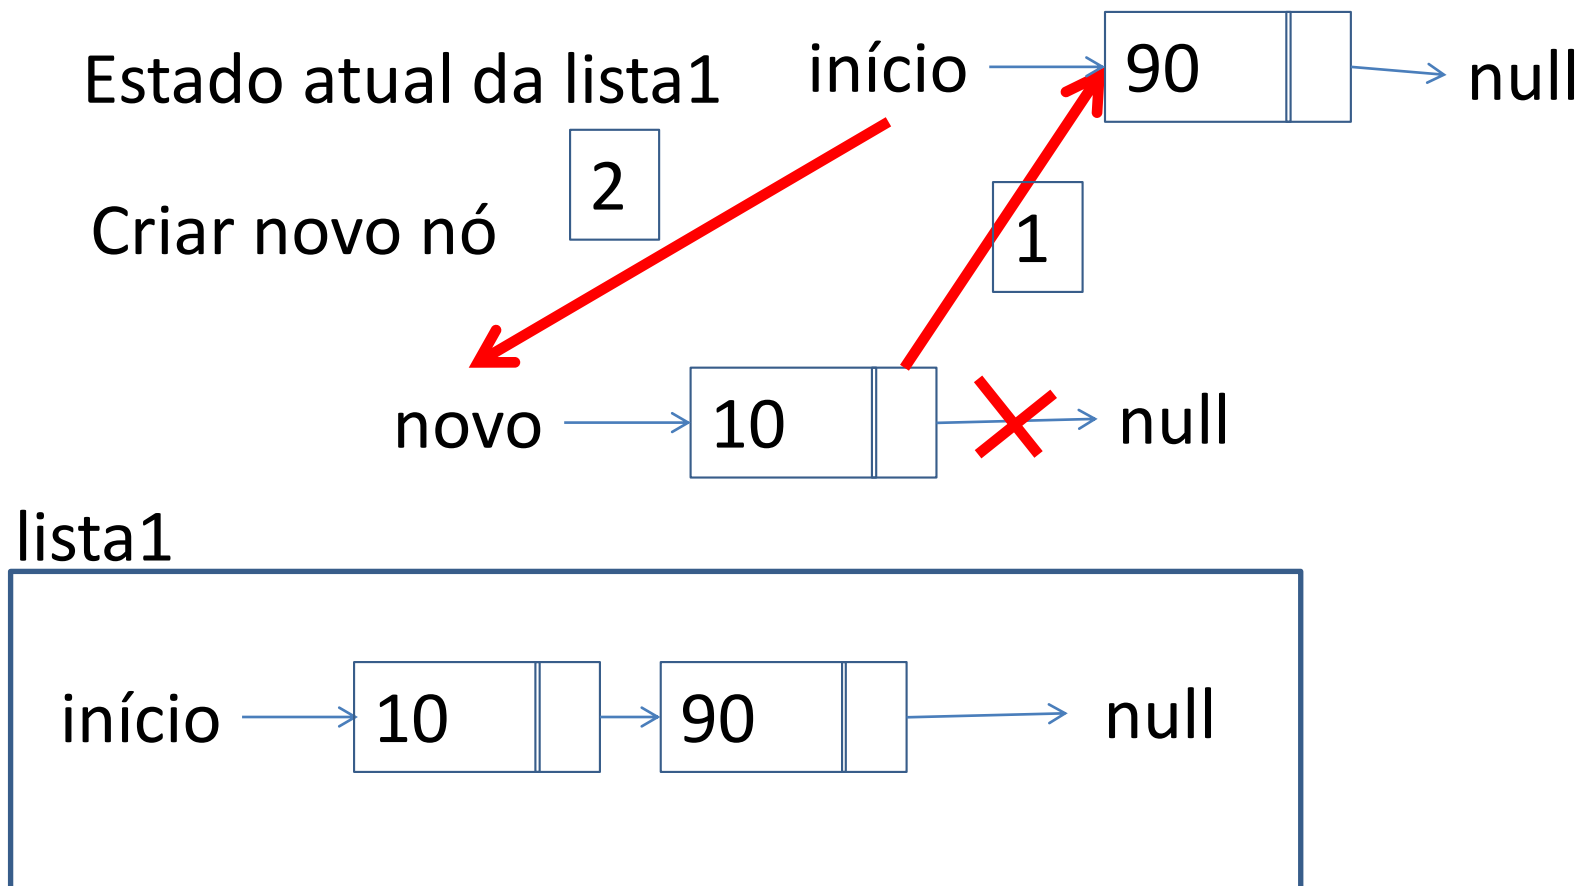 Estado atual da lista1
início
90
null
2
Criar novo nó
1
novo
10
null
lista1
início
10
90
null